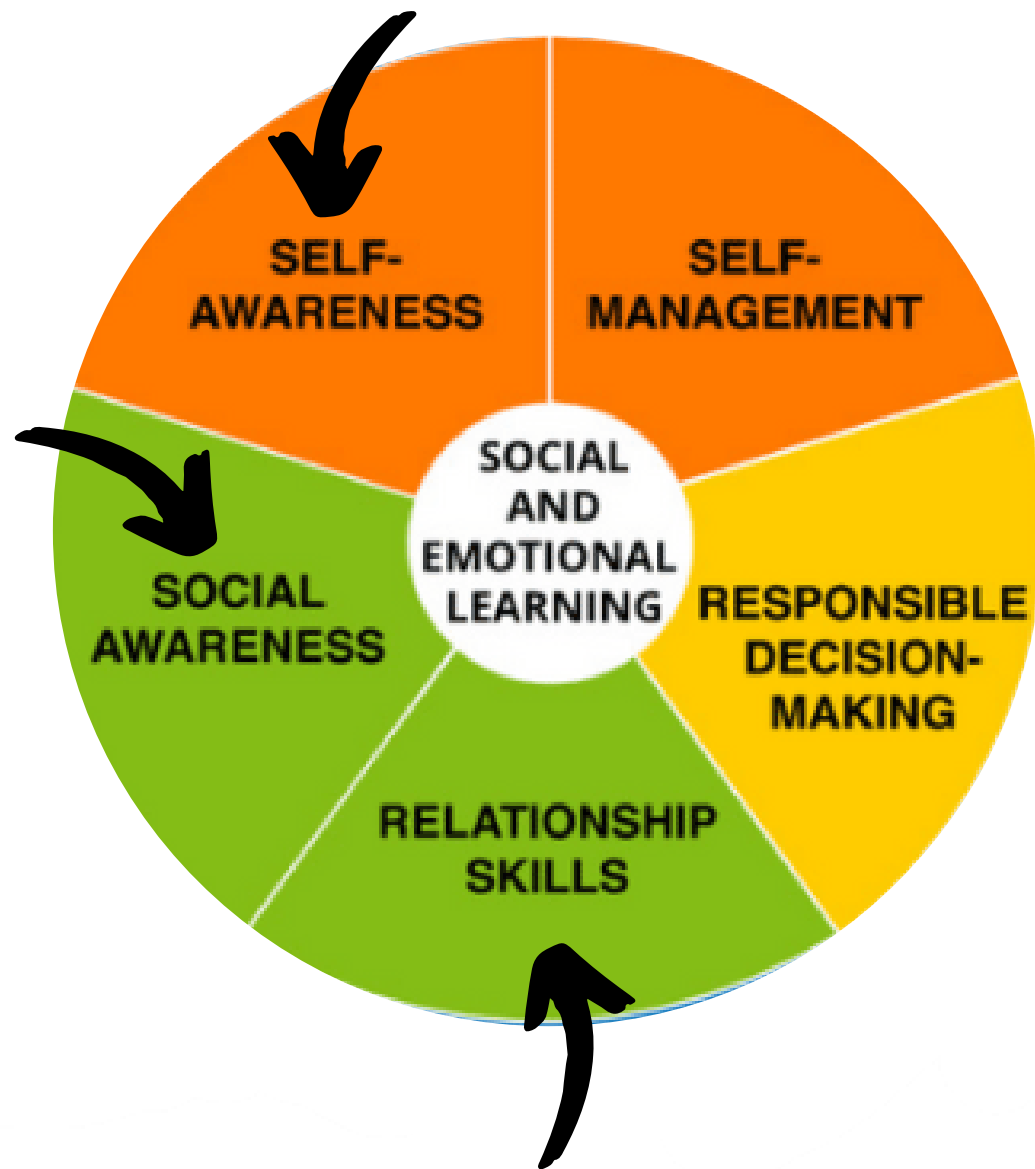 SELF-
AWARENESS
SELF-
MANAGEMENT
SOCIAL
AND
EMOTIONAL
LEARNING
SOCIAL
AWARENESS
RESPONSIBLE
DECISION-
MAKING
RELATIONSHIP
SKILLS